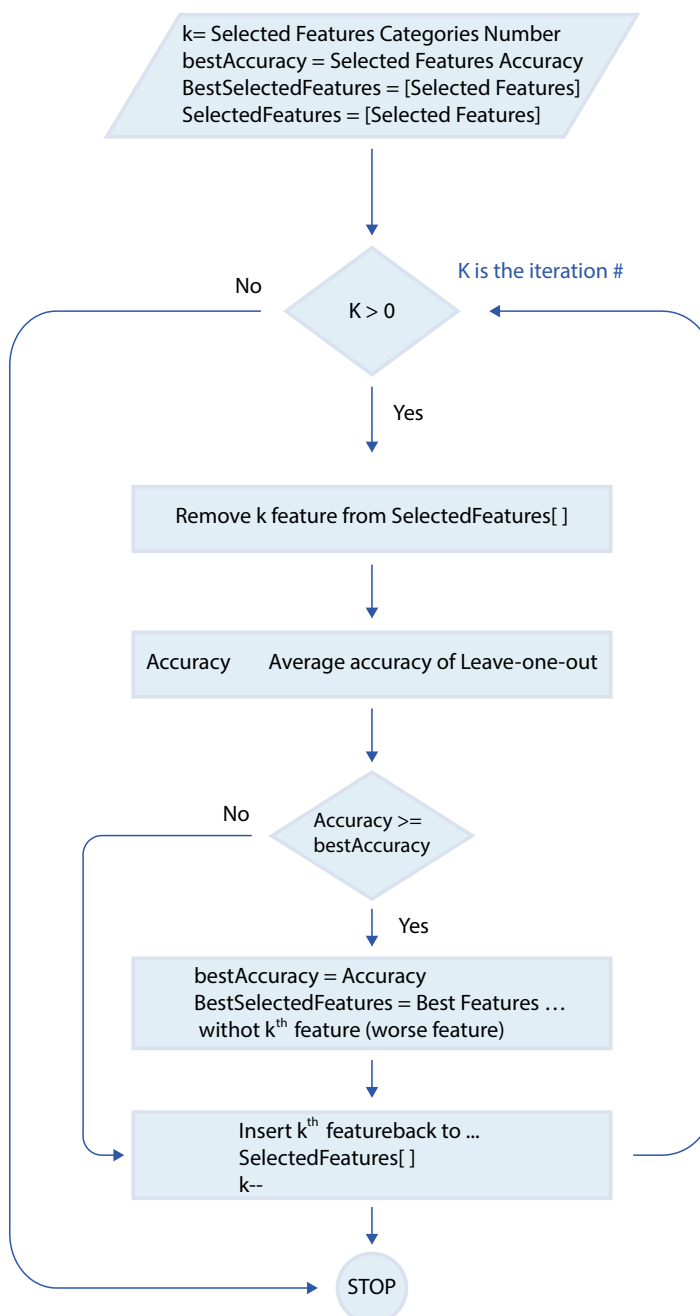 k= Selected Features Categories Number
bestAccuracy = Selected Features Accuracy
BestSelectedFeatures = [Selected Features]
SelectedFeatures = [Selected Features]
K is the iteration #
No
K > 0
Yes
Remove k feature from SelectedFeatures[ ]
Accuracy Average accuracy of Leave-one-out
No
Accuracy >=
bestAccuracy
Yes
bestAccuracy = Accuracy
BestSelectedFeatures = Best Features …
withot kth feature (worse feature)
Insert kth featureback to ...
SelectedFeatures[ ]
k--
STOP